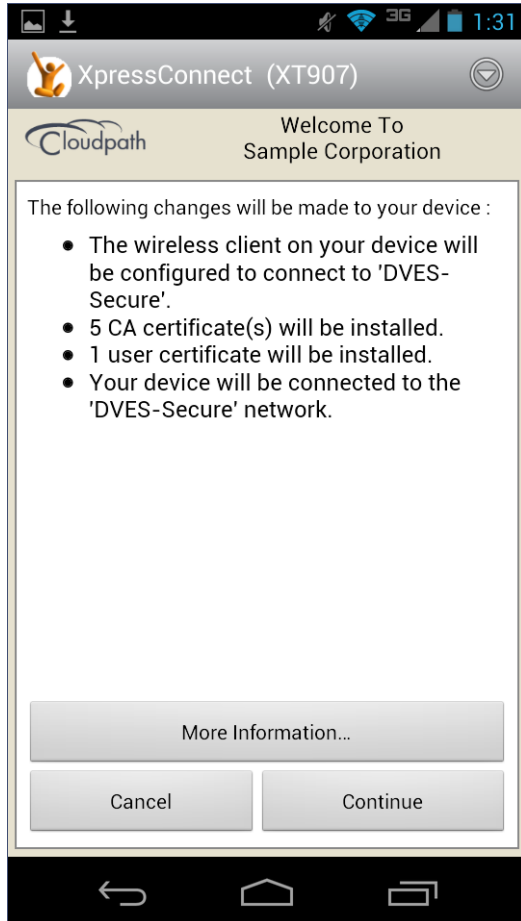 3G 1:31
XpressConnect (XT907)
Cloudpath
Welcome To
Sample Corporation
The following changes will be made to your device :
The wireless client on your device will
be configured to connect to 'DVES-
Secure'.
5 CA certificate(s) will be installed.
1 user certificate will be installed.
Your device will be connected to the
'DVES-Secure' network.
More Information...
Cancel
Continue